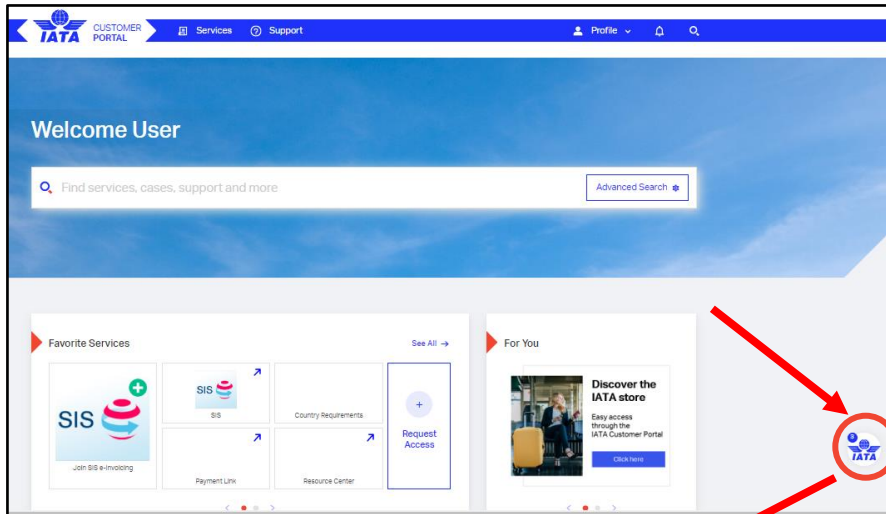 IATA
CUSTOMER
PORTAL
Services
Support
Profile
Welcome User
Find services, cases, support and more
Advanced Search
Favorite Services
See All →
SIS
Join SIS e-invoicing
SIS
SIS
Country Requirements
Payment Link
Resource Center
+
Request
Access
For You
Discover the
IATA store
Easy access
through the
IATA Customer Portal
Click here
IATA